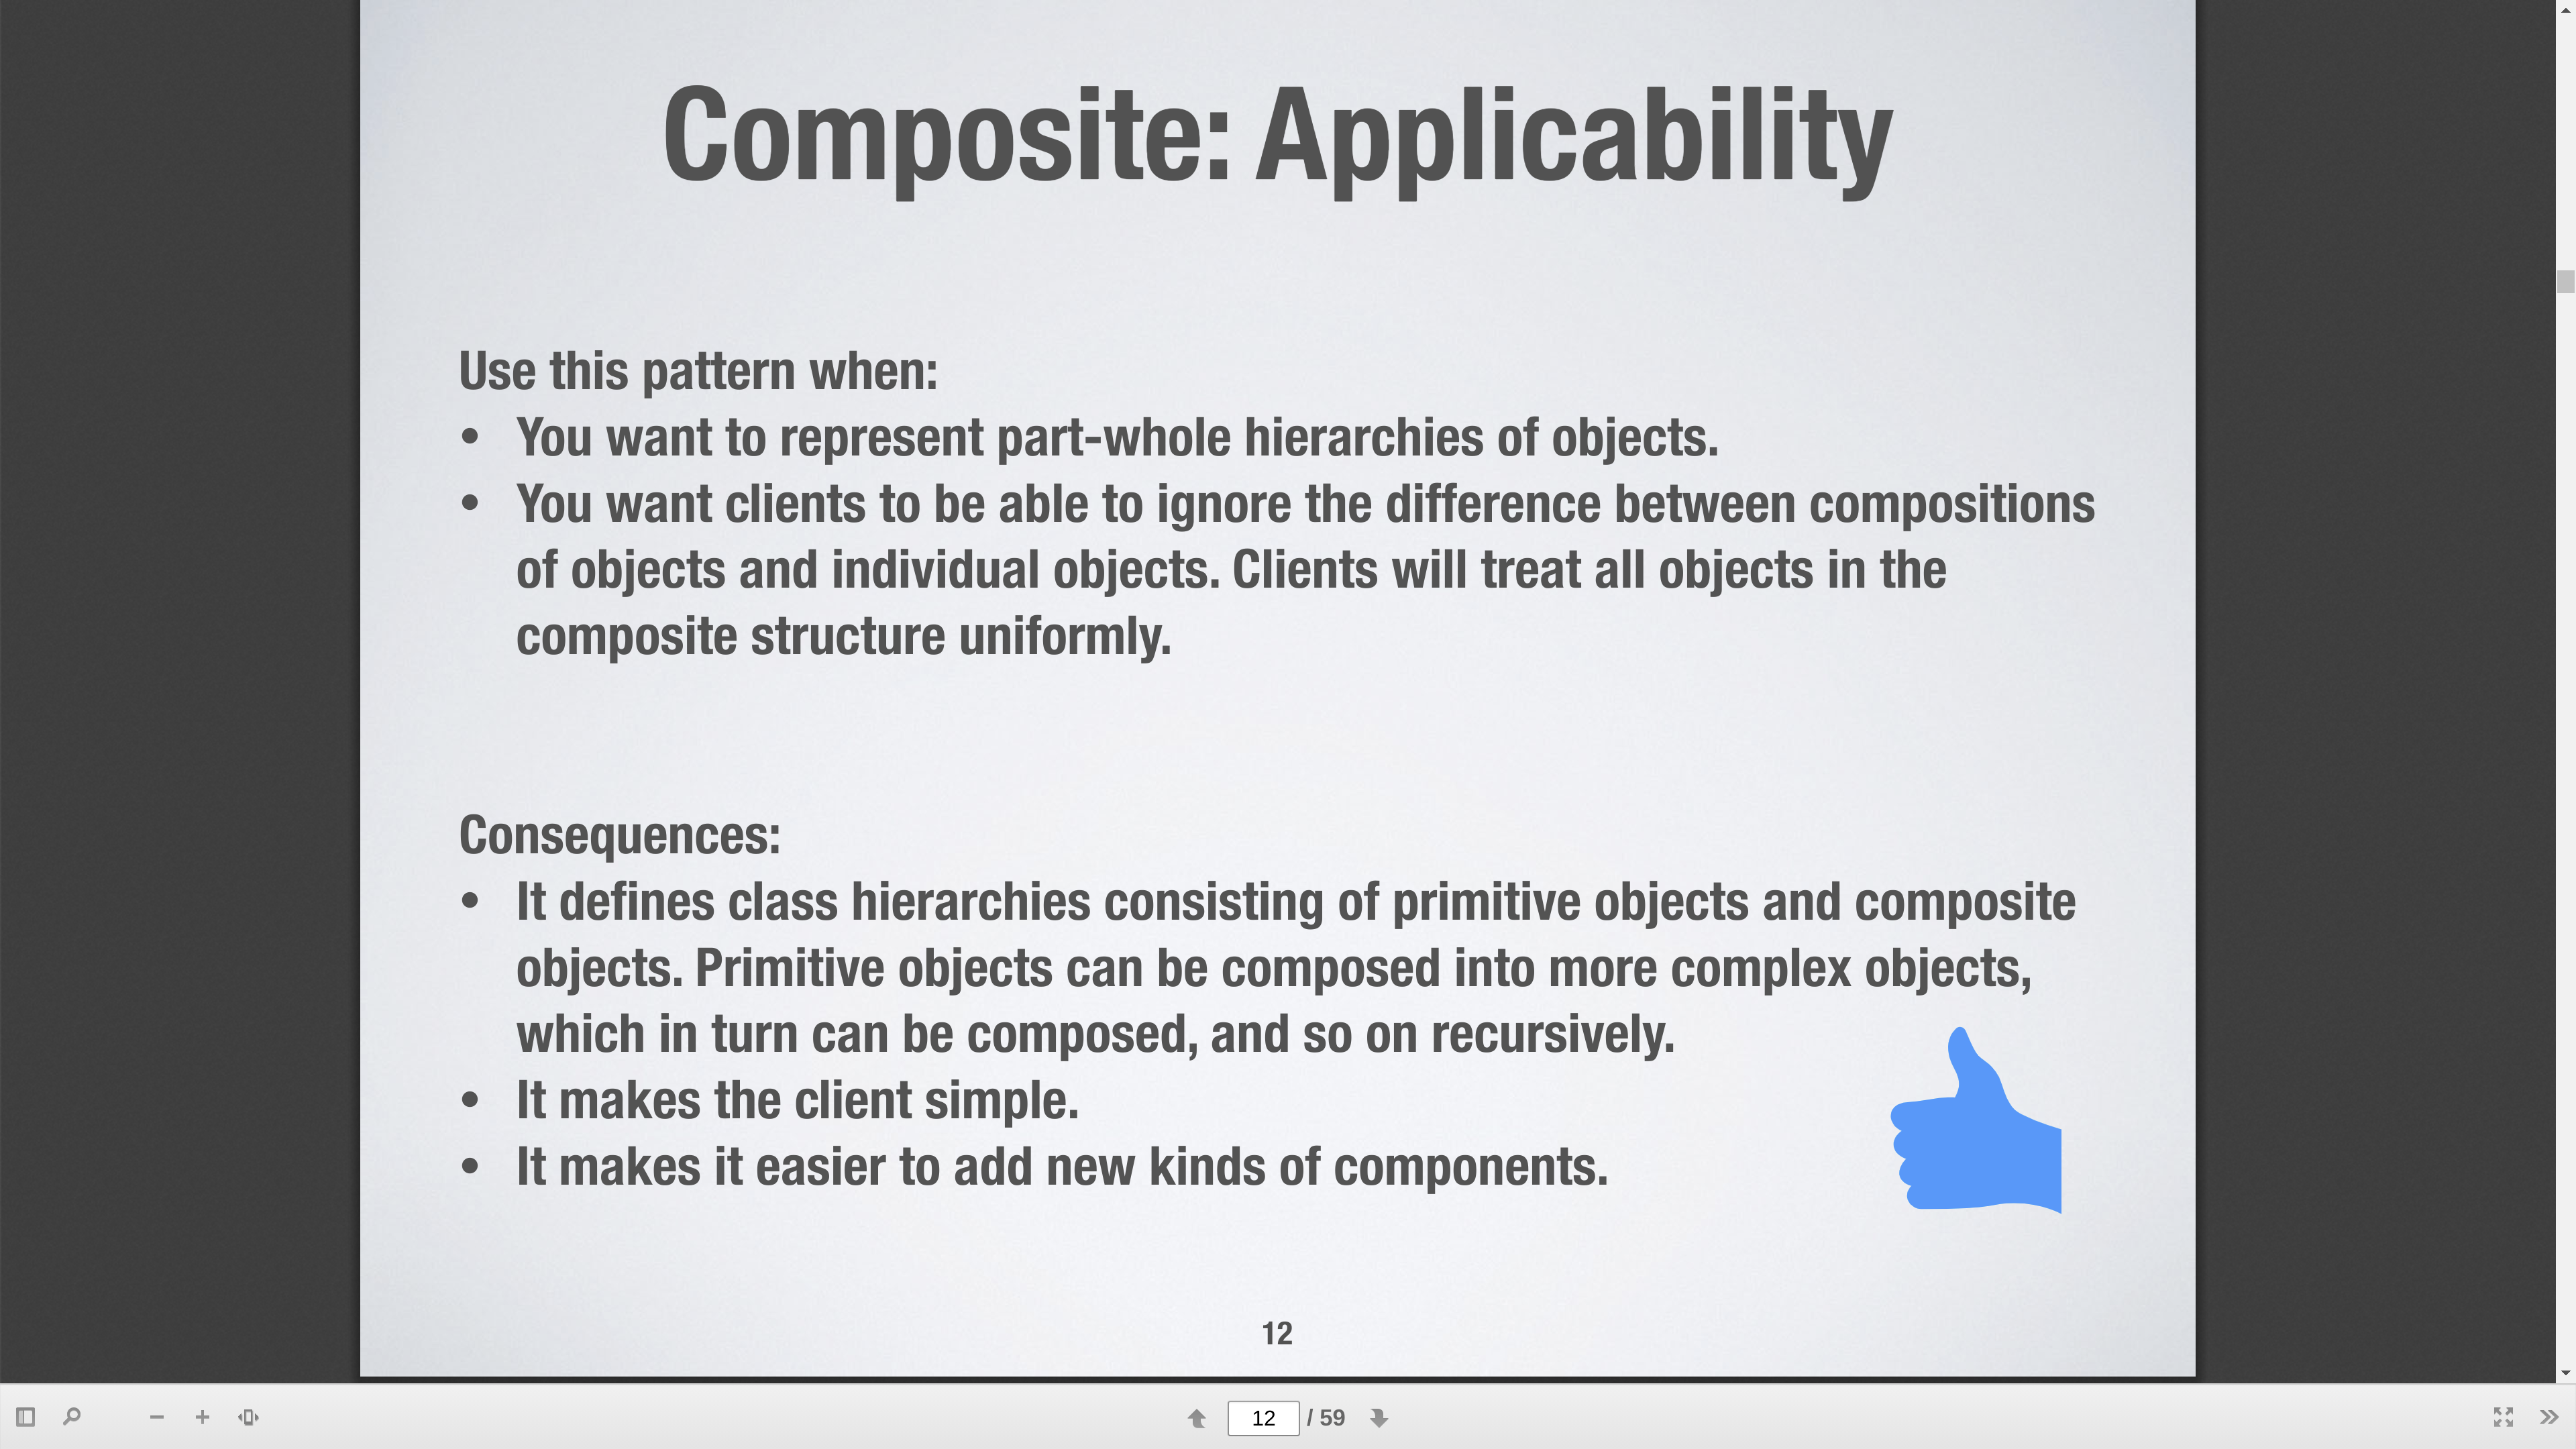 Composite: Applicability
Use this pattern when:
• You want to represent part-whole hierarchies of objects.
• You want clients to be able to ignore the difference between compositions
of objects and individual objects. Clients will treat all objects in the
composite structure uniformly.
Consequences:
• It defines class hierarchies consisting of primitive objects and composite
objects. Primitive objects can be composed into more complex objects,
which in turn can be composed, and so on recursively.
• It makes the client simple.
• It makes it easier to add new kinds of components.
12
12 / 59